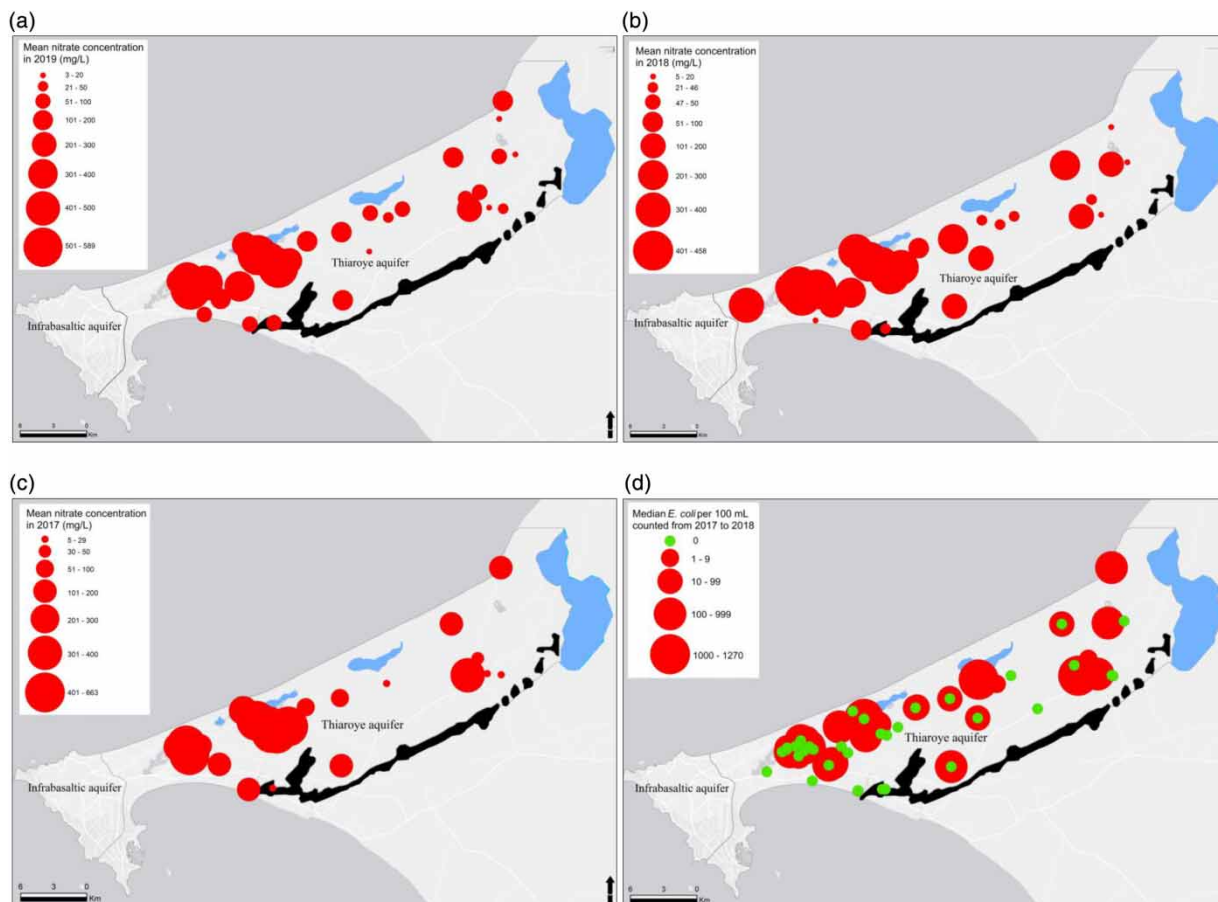 (a)
Mean nitrate concentration
in 2019 (mg/L)
3 - 20
21 - 50
51 - 100
101 - 200
201 - 300
301 - 400
401 - 500
501 - 589
Thiaroye aquifer
Infrabasaltic aquifer
6 3 0
Km
(b)
Mean nitrate concentration
in 2018 (mg/L)
5 - 20
21 - 46
47 - 50
51 - 100
101 - 200
201 - 300
301 - 400
401 - 458
Thiaroye aquifer
Infrabasaltic aquifer
6 3 0
Km
(c)
Mean nitrate concentration
in 2017 (mg/L)
5 - 29
30 - 50
51 - 100
101 - 200
201 - 300
301 - 400
401 - 663
Thiaroye aquifer
Infrabasaltic aquifer
6 3 0
Km
(d)
Median E. coli per 100 mL
counted from 2017 to 2018
0
1 - 9
10 - 99
100 - 999
1000 - 1270
Thiaroye aquifer
Infrabasaltic aquifer
6 3 0
Km